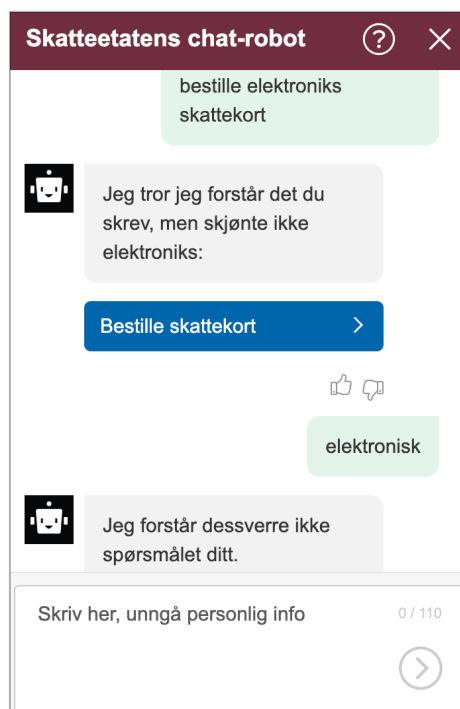 Skatteetatens chat-robot
?
bestille elektroniks
skattekort
Jeg tror jeg forstår det du
skrev, men skjønte ikke
elektroniks:
Bestille skattekort
elektronisk
Jeg forstår dessverre ikke
spørsmålet ditt.
Skriv her, unngå personlig info
0 / 110